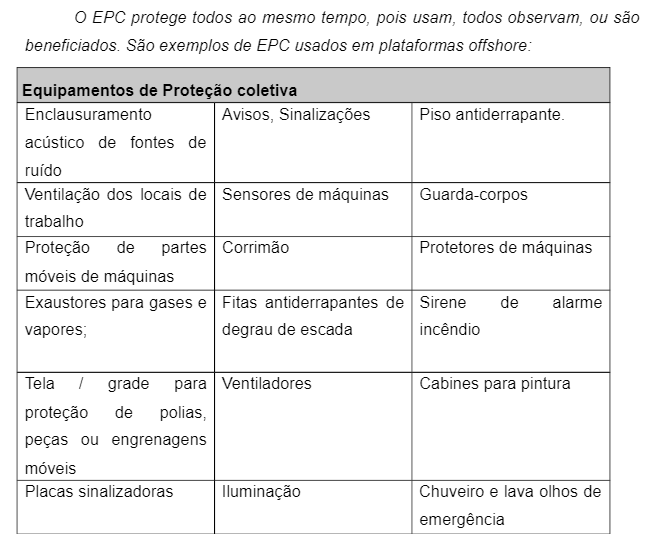 O EPC protege todos ao mesmo tempo, pois usam, todos observam, ou são
beneficiados. São exemplos de EPC usados em plataformas offshore:
Equipamentos de Proteção coletiva
Enclausuramento
acústico de fontes de
ruído
Avisos, Sinalizações
Piso antiderrapante.
Ventilação dos locais de
trabalho
Sensores de máquinas
Guarda-corpos
Proteção de partes
móveis de máquinas
Corrimão
Protetores de máquinas
Exaustores para gases e
vapores;
Fitas antiderrapantes de
degrau de escada
Sirene de alarme
incêndio
Tela / grade para
proteção de polias,
peças ou engrenagens
móveis
Ventiladores
Cabines para pintura
Placas sinalizadoras
Iluminação
Chuveiro e lava olhos de
emergência